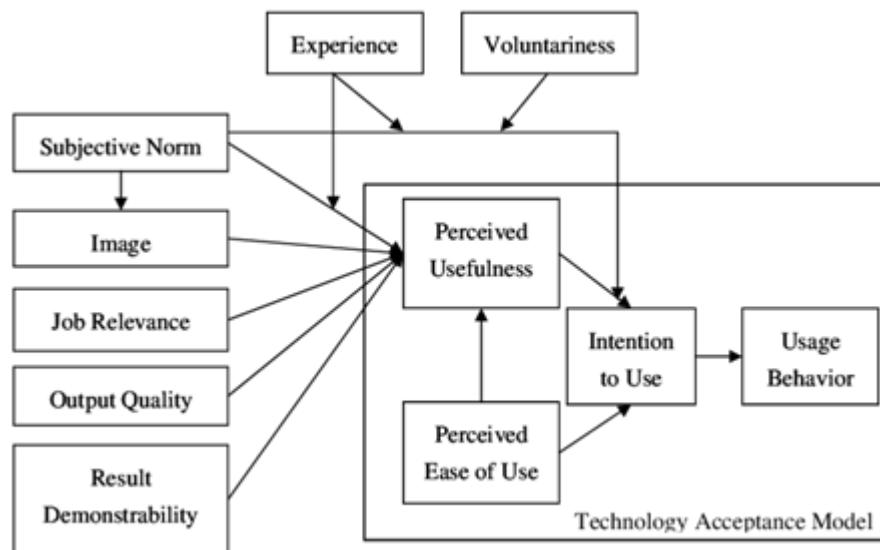 Experience
Voluntariness
Subjective Norm
Image
Job Relevance
Output Quality
Result
Demonstrability
Perceived
Usefulness
Perceived
Ease of Use
Intention
to Use
Usage
Behavior
Technology Acceptance Model